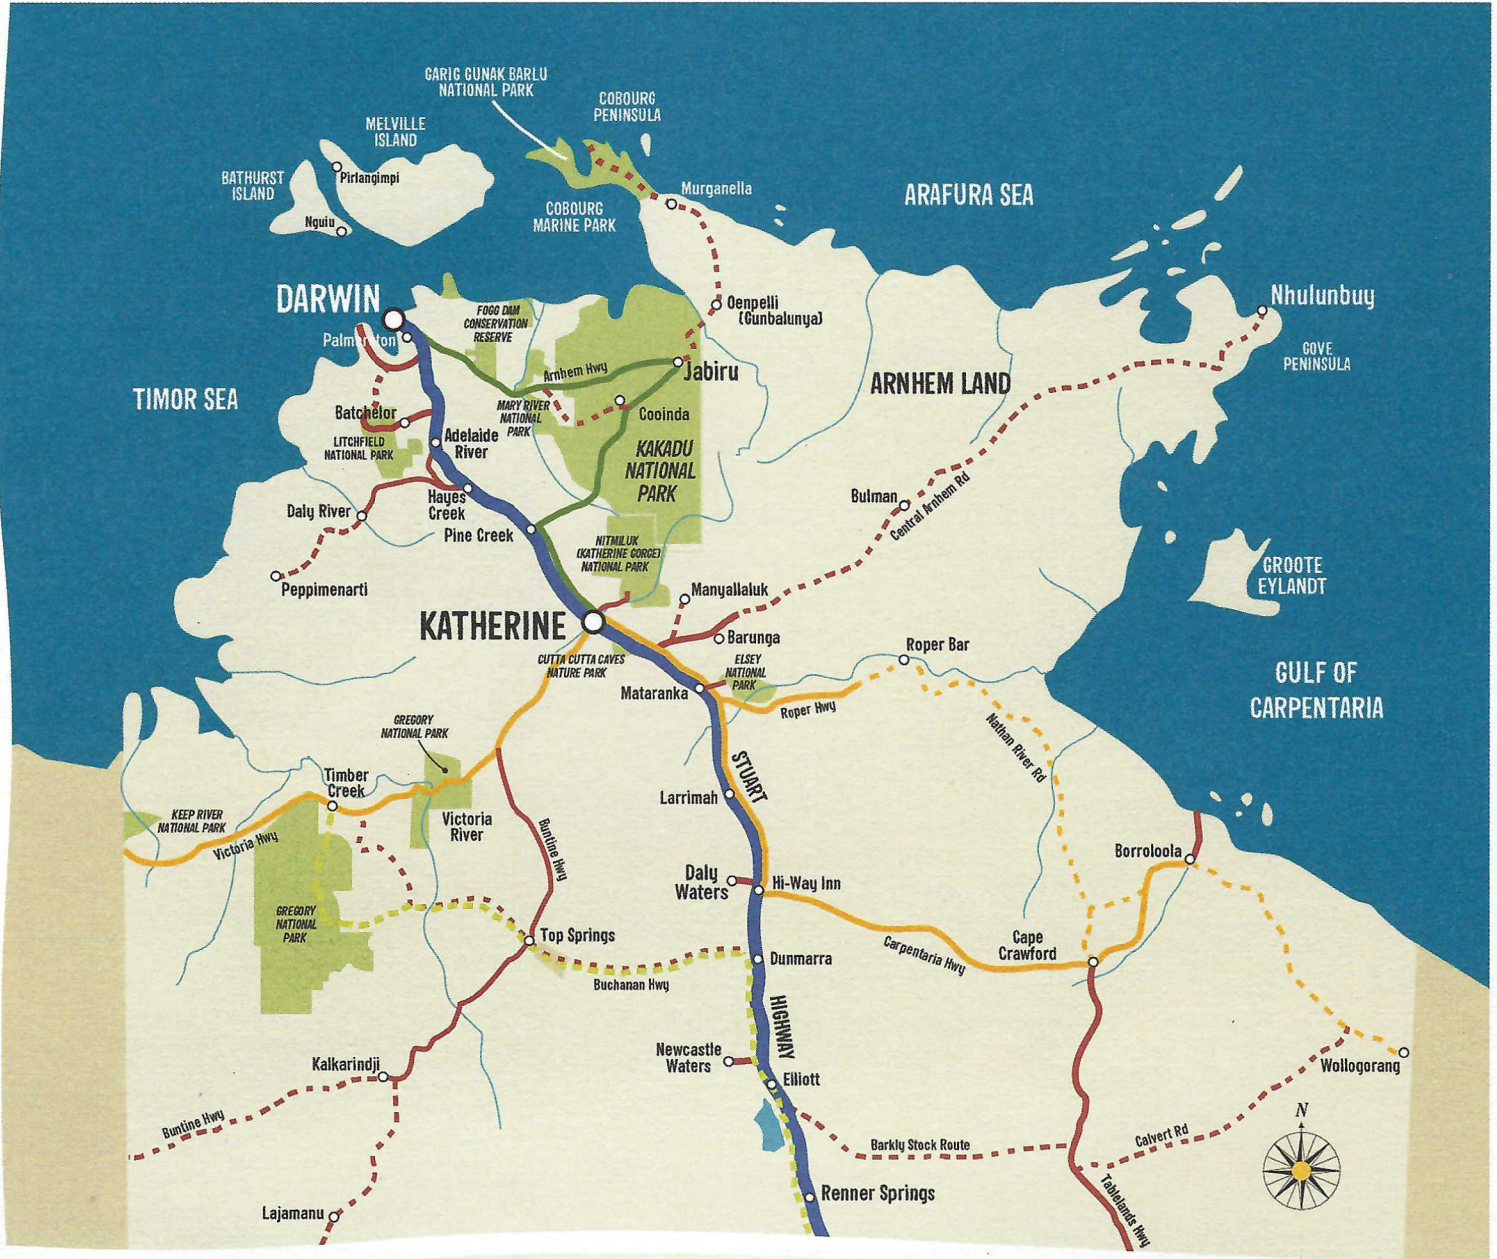 GARIG GUNAK BARLU
NATIONAL PARK
COBOURG
PENINSULA
MELVILLE
ISLAND
BATHURST
ISLAND
Pirlangimpi
Nguiu
COBOURG
MARINE PARK
Murganella
ARAFURA SEA
DARWIN
Palmerston
FOGG DAM
CONSERVATION
RESERVE
Oenpelli
(Gunbalunya)
Nhulunbuy
GOVE
PENINSULA
TIMOR SEA
Arnhem Hwy
Jabiru
ARNHEM LAND
Batchelor
MARY RIVER
NATIONAL
PARK
Cooinda
LITCHFIELD
NATIONAL PARK
Adelaide
River
KAKADU
NATIONAL
PARK
Daly River
Hayes
Creek
Bulman
Central Arnhem Rd
Pine Creek
NITMILUK
(KATHERINE GORGE)
NATIONAL PARK
GROOTE
EYLANDT
Peppimenarti
Manyallaluk
KATHERINE
Barunga
CUTTA CUTTA CAVES
NATURE PARK
ELSEY
NATIONAL
PARK
Roper Bar
GULF OF
CARPENTARIA
Mataranka
Roper Hwy
GREGORY
NATIONAL PARK
Nathan River Rd
STUART
Timber
Creek
Larrimah
KEEP RIVER
NATIONAL PARK
Victoria Hwy
Victoria
River
Buntine Hwy
Borroloola
Daly
Waters
Hi-Way Inn
GREGORY
NATIONAL
PARK
Top Springs
Carpentaria Hwy
Cape
Crawford
Dunmarra
Buchanan Hwy
HIGHWAY
Newcastle
Waters
Kalkarindji
Elliott
Wollogorang
Buntine Hwy
Barkly Stock Route
Calvert Rd
N
Renner Springs
Tablelands Hwy
Lajamanu